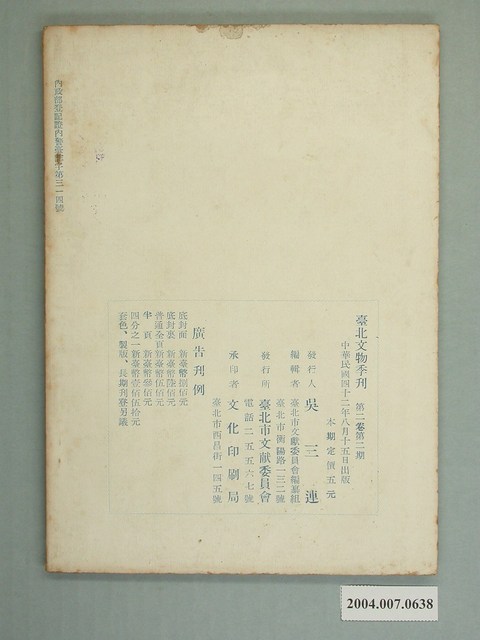 內政部登記證內警臺誌字第三一四號
臺北文物季刊 第二卷第二期
中華民國四十二年八月十五日出版
本期定價五元
發行人 吳三連
編輯者 臺北市文獻委員會編纂組
臺北市衡陽路一三二號
發行所 臺北市文獻委員會
電話二五五六七號
承印者 文化印刷局
臺北市西昌街一四五號
廣告刊例
底封面 新臺幣捌佰元
底封裏 新臺幣陸佰元
普通全頁新臺幣伍佰元
半頁 新臺幣叄佰元
四分之一新臺幣壹佰伍拾元
套色、製版、長期刊登另議
2004.007.0638